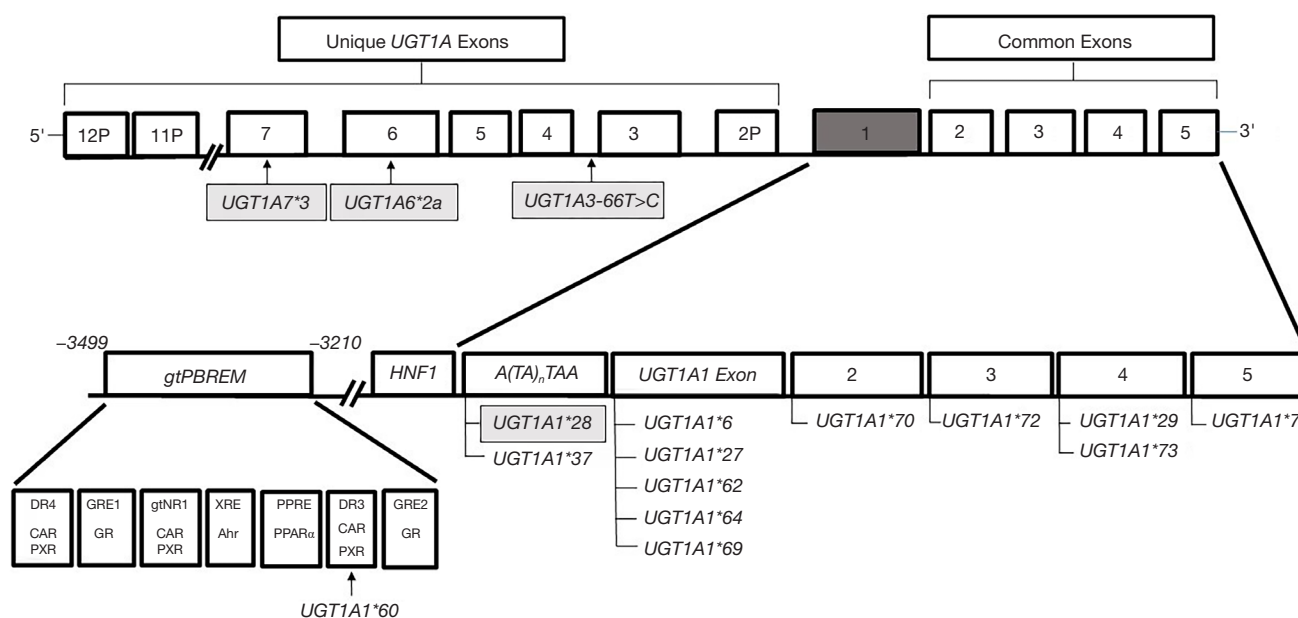 Unique UGT1A Exons
Common Exons
5'
12P
11P
7
6
5
4
3
2P
1
2
3
4
5
3'
UGT1A7*3
UGT1A6*2a
UGT1A3-66T>C
–3499
–3210
gtPBREM
HNF1
A(TA)nTAA
UGT1A1 Exon
2
3
4
5
UGT1A1*28
UGT1A1*37
UGT1A1*6
UGT1A1*27
UGT1A1*62
UGT1A1*64
UGT1A1*69
UGT1A1*70
UGT1A1*72
UGT1A1*29
UGT1A1*73
UGT1A1*7
DR4
CAR
PXR
GRE1
GR
gtNR1
CAR
PXR
XRE
Ahr
PPRE
PPARα
DR3
CAR
PXR
GRE2
GR
UGT1A1*60